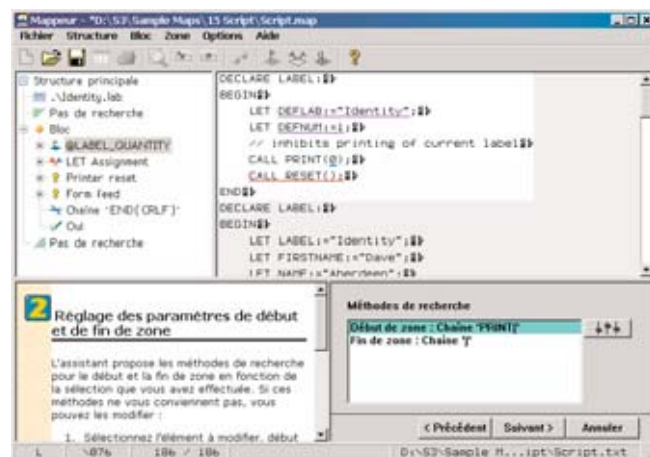 Mappeur - "D:\S3\Sample Maps\15 Script\Script.map
Fichier Structure Bloc Zone Options Aide
Structure principale
.\Identity.lab
Pas de recherche
Bloc
@LABEL_QUANTITY
LET Assignment
Printer reset
Form feed
Chaîne "END{CRLF}"
Oui
Pas de recherche
DECLARE LABEL;
BEGIN
LET DEFLAB:="Identity";
LET DEFNUM:=1;
// inhibits printing of current label
CALL PRINT(0);
CALL RESET();
END
DECLARE LABEL;
BEGIN
LET LABEL:="Identity";
LET FIRSTNAME:="Dave";
LET NAME:="Aberdeen";
2
Réglage des paramètres de début
et de fin de zone
L'assistant propose les méthodes de recherche
pour le début et la fin de zone en fonction de
la sélection que vous avez effectuée. Si ces
méthodes ne vous conviennent pas, vous
pouvez les modifier :
1. Sélectionnez l'élément à modifier, début
Méthodes de recherche
Début de zone : Chaîne "PRINT("
Fin de zone : Chaîne ")"
< Précédent Suivant > Annuler
L \076 186 / 186 D:\S3\Sample M...ipt\Script.txt